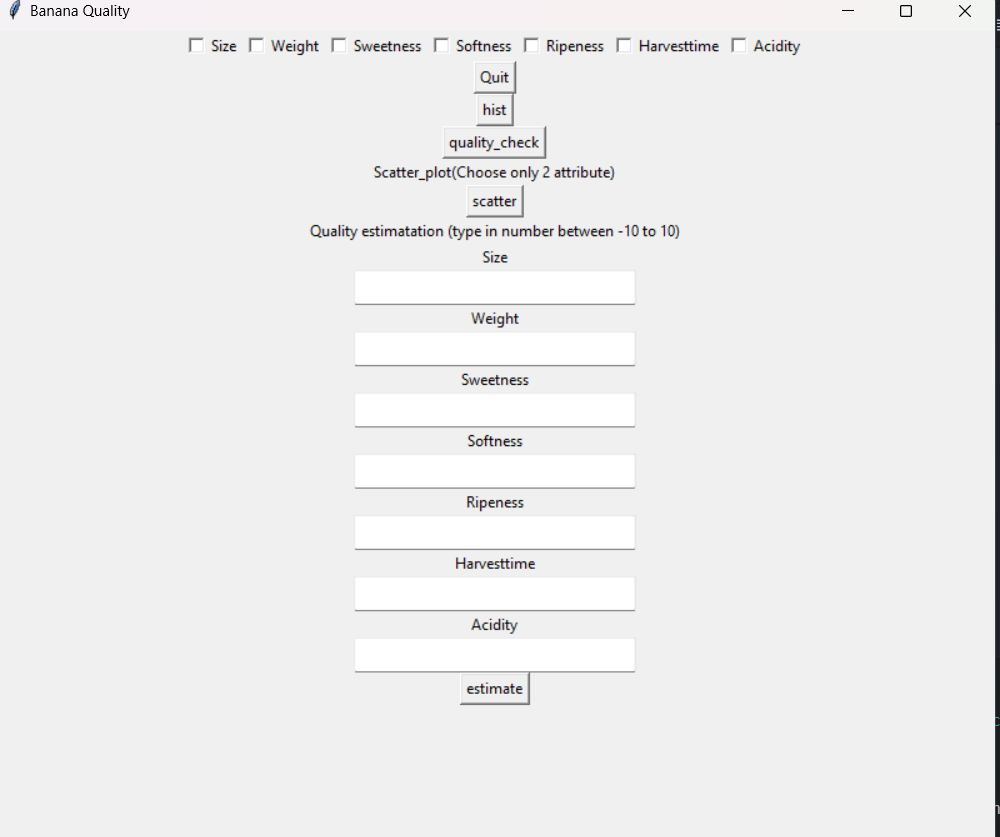 Banana Quality
Size Weight Sweetness Softness Ripeness Harvesttime Acidity
Quit
hist
quality_check
Scatter_plot(Choose only 2 attribute)
scatter
Quality estimatation (type in number between -10 to 10)
Size
Weight
Sweetness
Softness
Ripeness
Harvesttime
Acidity
estimate